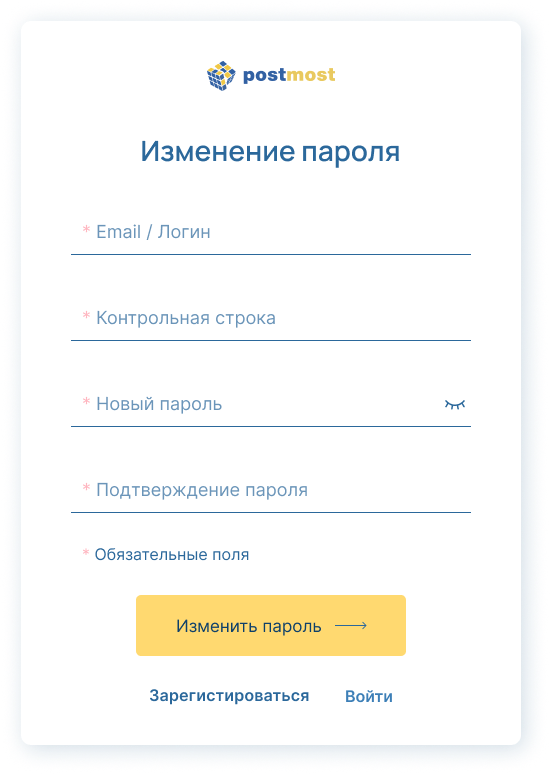 postmost
Изменение пароля
* Email / Логин
* Контрольная строка
* Новый пароль
* Подтверждение пароля
* Обязательные поля
Изменить пароль
Зарегистироваться Войти